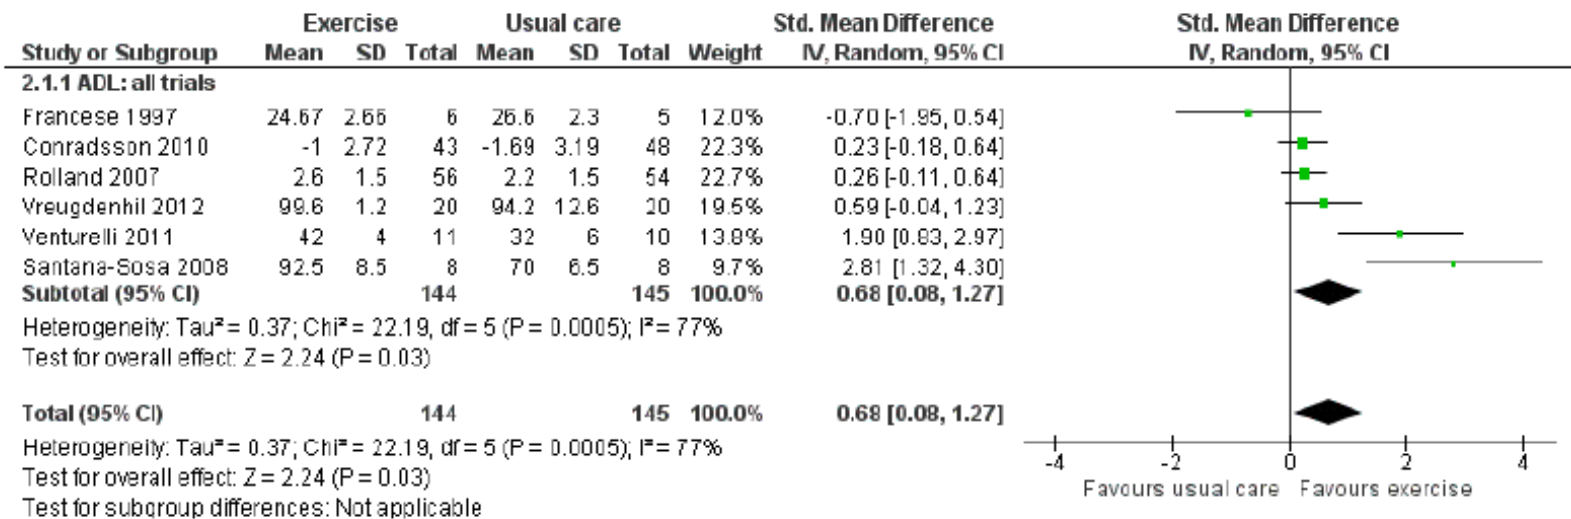 Exercise Usual care Std. Mean Difference Std. Mean Difference
Study or Subgroup Mean SD Total Mean SD Total Weight IV, Random, 95% CI IV, Random, 95% CI
2.1.1 ADL: all trials
Francese 1997 24.67 2.66 6 26.6 2.3 5 12.0% -0.70 [-1.95, 0.54]
Conradsson 2010 -1 2.72 43 -1.69 3.19 48 22.3% 0.23 [-0.18, 0.64]
Rolland 2007 2.6 1.5 56 2.2 1.5 54 22.7% 0.26 [-0.11, 0.64]
Vreugdenhil 2012 99.6 1.2 20 94.2 12.6 20 19.5% 0.59 [-0.04, 1.23]
Venturelli 2011 42 4 11 32 6 10 13.8% 1.90 [0.83, 2.97]
Santana-Sosa 2008 92.5 8.5 8 70 6.5 8 9.7% 2.81 [1.32, 4.30]
Subtotal (95% CI) 144 145 100.0% 0.68 [0.08, 1.27]
Heterogeneity: Tau² = 0.37; Chi² = 22.19, df = 5 (P = 0.0005); I² = 77%
Test for overall effect: Z = 2.24 (P = 0.03)
Total (95% CI) 144 145 100.0% 0.68 [0.08, 1.27]
Heterogeneity: Tau² = 0.37; Chi² = 22.19, df = 5 (P = 0.0005); I² = 77%
Test for overall effect: Z = 2.24 (P = 0.03)
Test for subgroup differences: Not applicable
-4 -2 0 2 4
Favours usual care Favours exercise